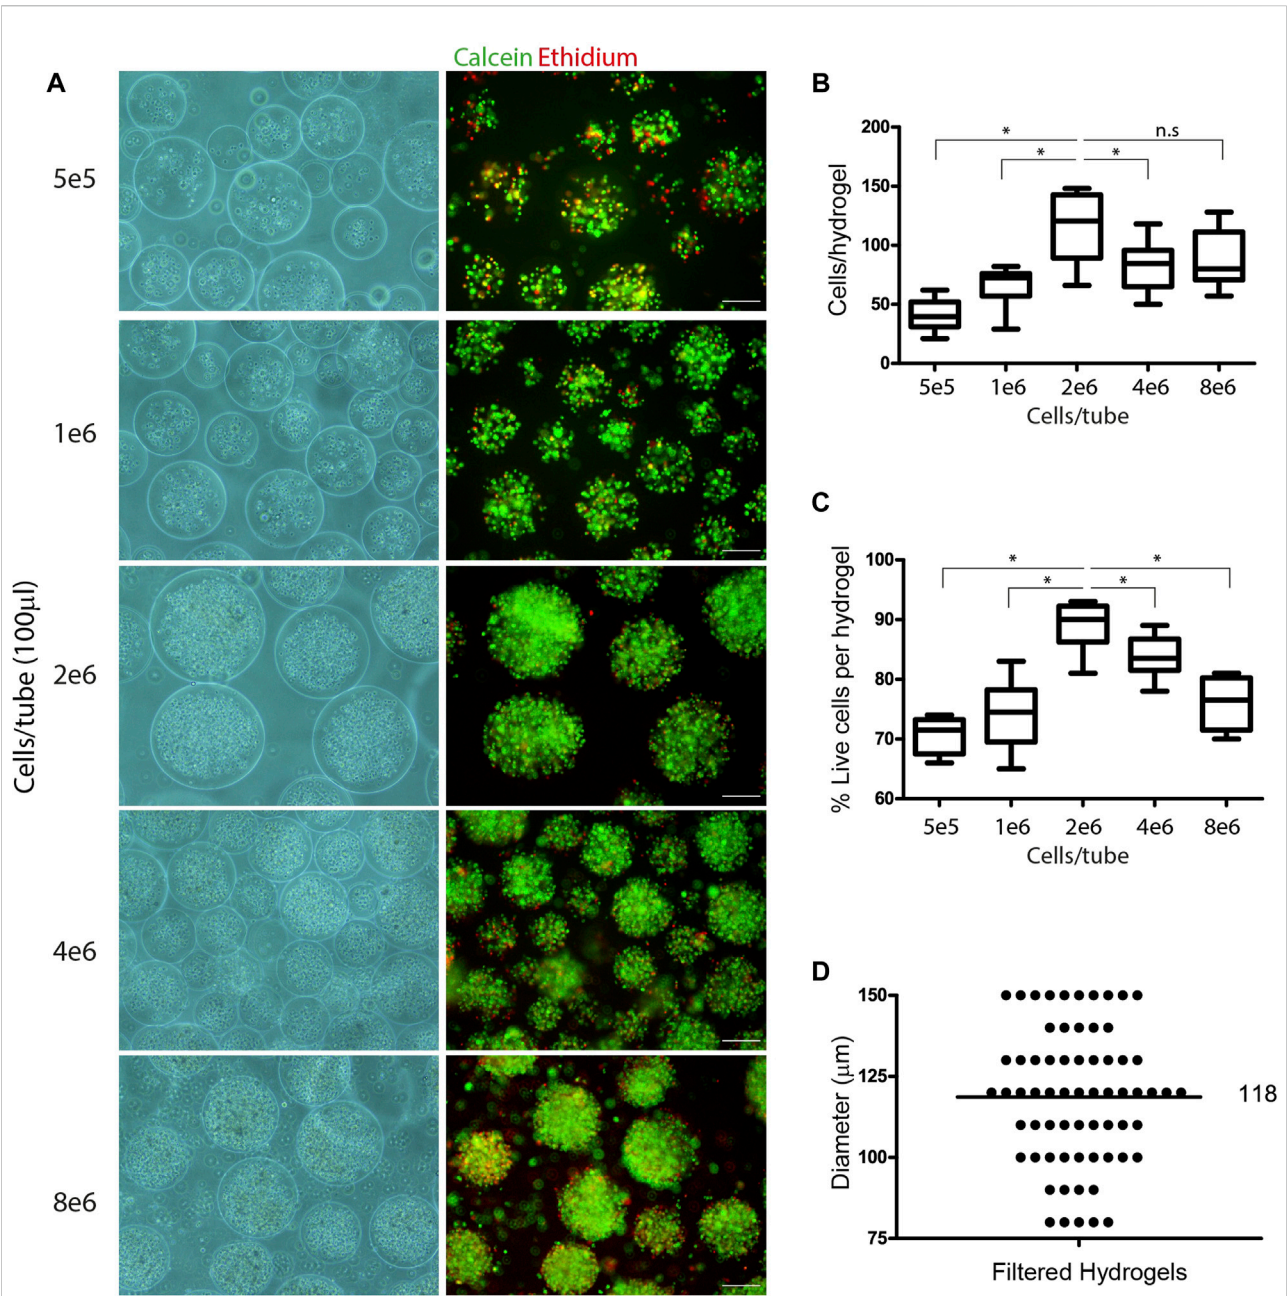 Calcein Ethidium
A
5e5
1e6
2e6
4e6
8e6
Cells/tube (100µl)
B
200
150
100
50
0
Cells/hydrogel
*
n.s
*
*
5e5 1e6 2e6 4e6 8e6
Cells/tube
C
100
90
80
70
60
% Live cells per hydrogel
*
*
*
*
5e5 1e6 2e6 4e6 8e6
Cells/tube
D
150
125
100
75
Diameter (µm)
118
Filtered Hydrogels